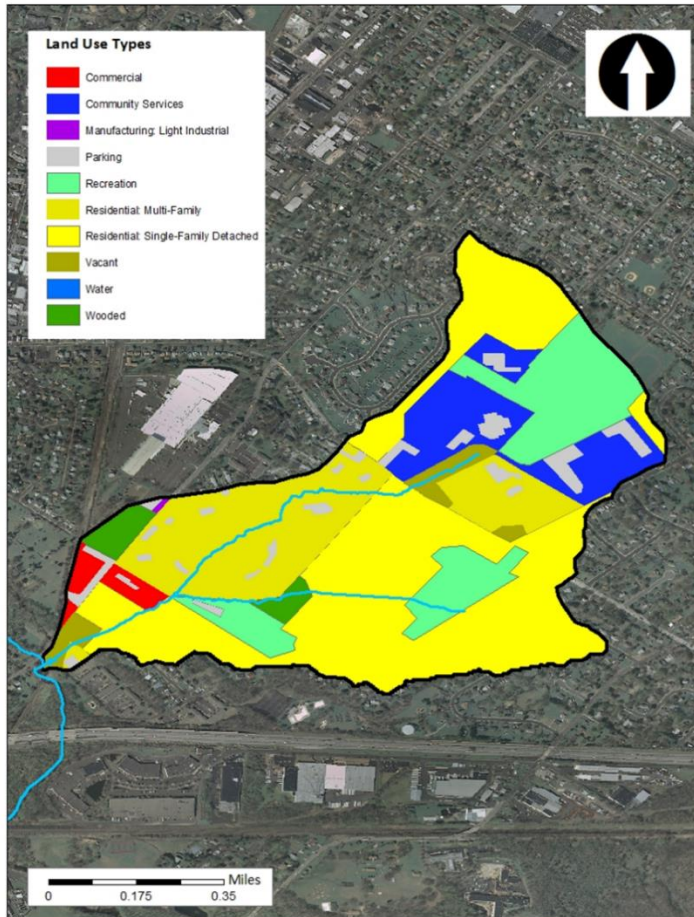 Land Use Types
Commercial
Community Services
Manufacturing: Light Industrial
Parking
Recreation
Residential: Multi-Family
Residential: Single-Family Detached
Vacant
Water
Wooded
Miles
0 0.175 0.35